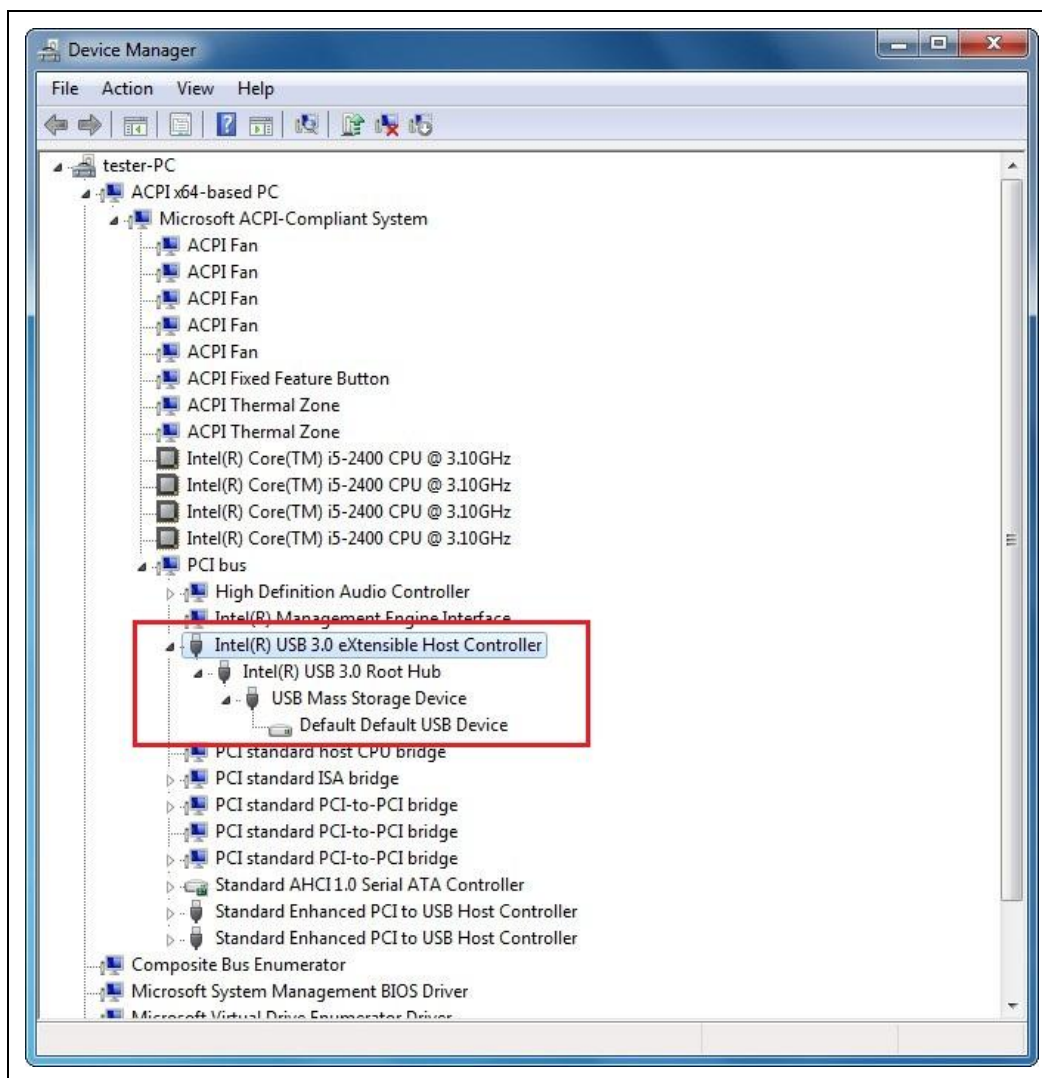 Device Manager
File Action View Help
tester-PC
ACPI x64-based PC
Microsoft ACPI-Compliant System
ACPI Fan
ACPI Fan
ACPI Fan
ACPI Fan
ACPI Fan
ACPI Fixed Feature Button
ACPI Thermal Zone
ACPI Thermal Zone
Intel(R) Core(TM) i5-2400 CPU @ 3.10GHz
Intel(R) Core(TM) i5-2400 CPU @ 3.10GHz
Intel(R) Core(TM) i5-2400 CPU @ 3.10GHz
Intel(R) Core(TM) i5-2400 CPU @ 3.10GHz
PCI bus
High Definition Audio Controller
Intel(R) Management Engine Interface
Intel(R) USB 3.0 eXtensible Host Controller
Intel(R) USB 3.0 Root Hub
USB Mass Storage Device
Default Default USB Device
PCI standard host CPU bridge
PCI standard ISA bridge
PCI standard PCI-to-PCI bridge
PCI standard PCI-to-PCI bridge
PCI standard PCI-to-PCI bridge
Standard AHCI 1.0 Serial ATA Controller
Standard Enhanced PCI to USB Host Controller
Standard Enhanced PCI to USB Host Controller
Composite Bus Enumerator
Microsoft System Management BIOS Driver
Microsoft Virtual Drive Enumerator Driver